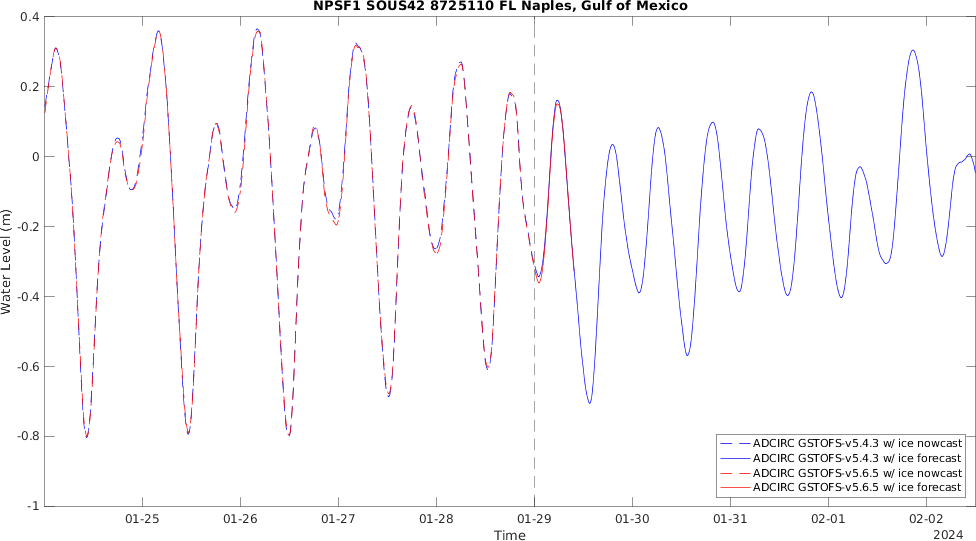 NPSF1 SOUS42 8725110 FL Naples, Gulf of Mexico
0.4
0.2
0
-0.2
-0.4
-0.6
-0.8
-1
Water Level (m)
01-25
01-26
01-27
01-28
01-29
01-30
01-31
02-01
02-02
Time
2024
ADCIRC GSTOFS-v5.4.3 w/ ice nowcast
ADCIRC GSTOFS-v5.4.3 w/ ice forecast
ADCIRC GSTOFS-v5.6.5 w/ ice nowcast
ADCIRC GSTOFS-v5.6.5 w/ ice forecast